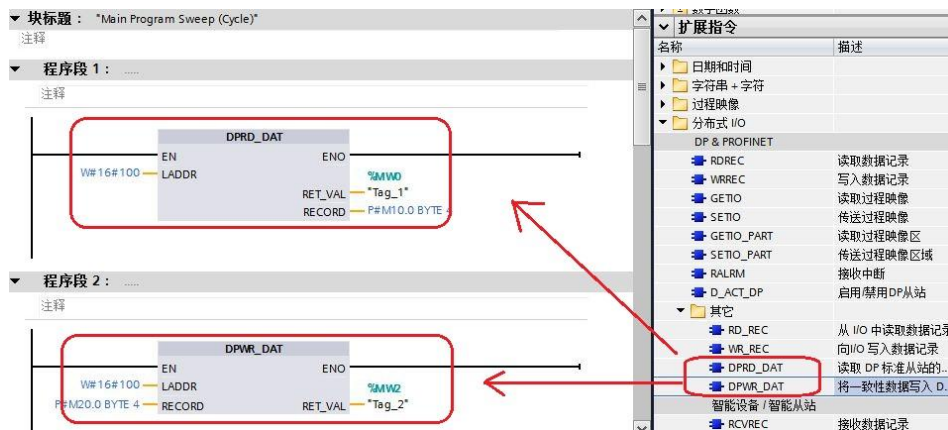 块标题： "Main Program Sweep (Cycle)"
注释
程序段 1： .....
注释
DPRD_DAT
EN ENO
W#16#100 LADDR
%MW0
RET_VAL "Tag_1"
RECORD P#M10.0 BYTE 4
程序段 2： .....
注释
DPWR_DAT
EN ENO
W#16#100 LADDR
%MW2
P#M20.0 BYTE 4 RECORD RET_VAL "Tag_2"
扩展指令
名称 描述
日期和时间
字符串 + 字符
过程映像
分布式 I/O
DP & PROFINET
RDREC 读取数据记录
WRREC 写入数据记录
GETIO 读取过程映像
SETIO 传送过程映像
GETIO_PART 读取过程映像区
SETIO_PART 传送过程映像区域
RALRM 接收中断
D_ACT_DP 启用/禁用DP从站
其它
RD_REC 从 I/O 中读取数据记录
WR_REC 向I/O 写入数据记录
DPRD_DAT 读取 DP 标准从站的...
DPWR_DAT 将一致性数据写入 D...
智能设备 / 智能从站
RCVREC 接收数据记录